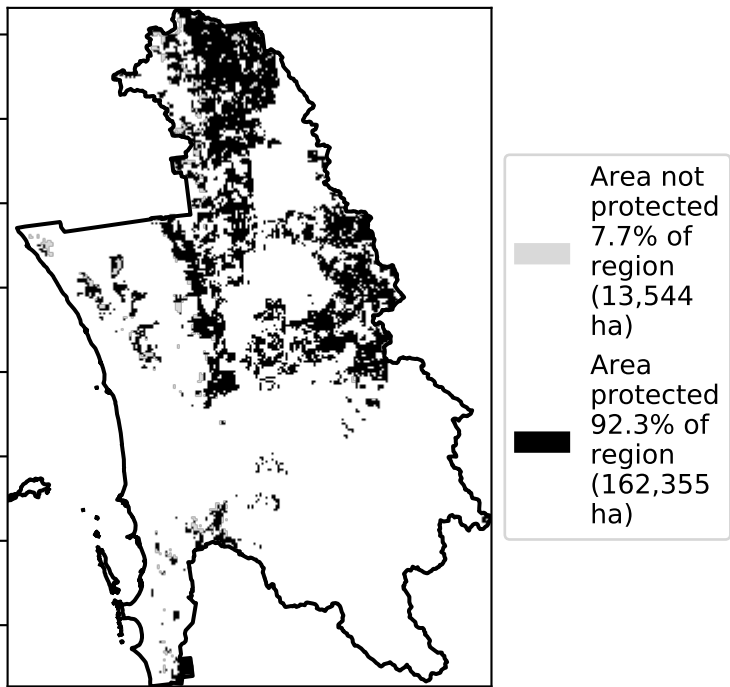 Area not
protected
7.7% of
region
(13,544
ha)
Area
protected
92.3% of
region
(162,355
ha)